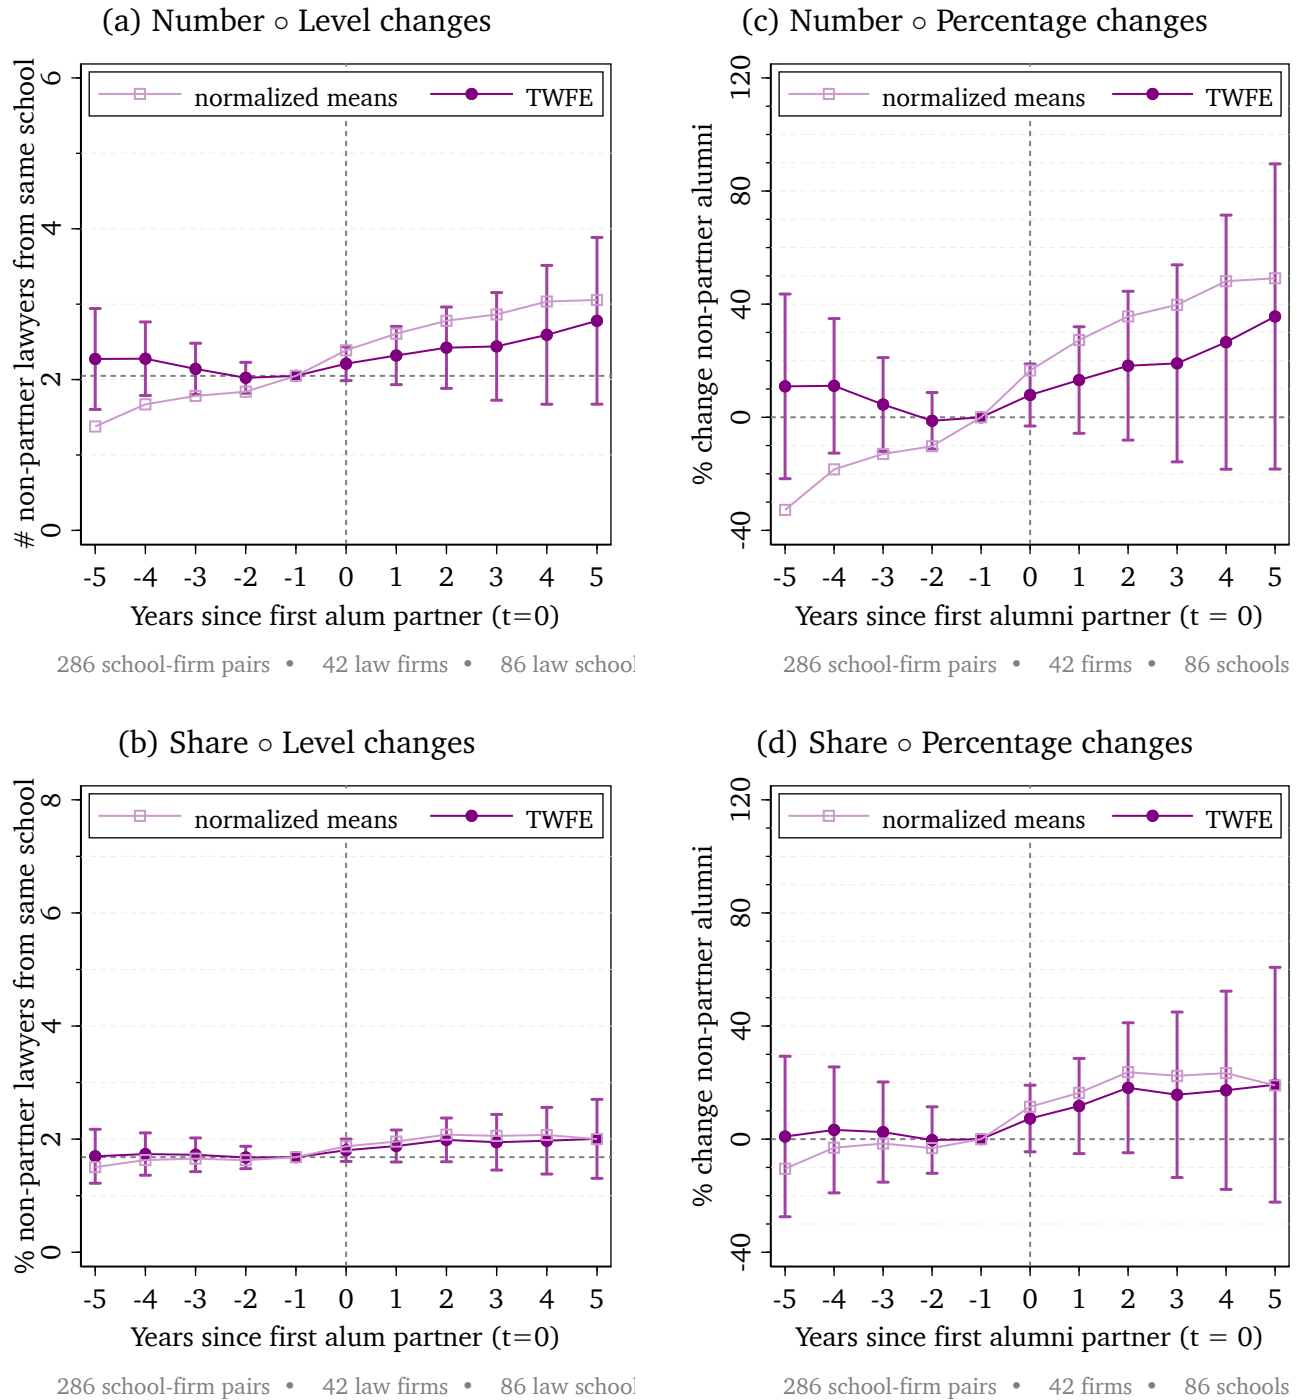 (a) Number ∘ Level changes
# non-partner lawyers from same school
6
4
2
0
normalized means
TWFE
-5 -4 -3 -2 -1 0 1 2 3 4 5
Years since first alum partner (t=0)
286 school-firm pairs • 42 law firms • 86 law school
(c) Number ∘ Percentage changes
% change non-partner alumni
120
80
40
0
-40
normalized means
TWFE
-5 -4 -3 -2 -1 0 1 2 3 4 5
Years since first alumni partner (t = 0)
286 school-firm pairs • 42 firms • 86 schools
(b) Share ∘ Level changes
% non-partner lawyers from same school
8
6
4
2
0
normalized means
TWFE
-5 -4 -3 -2 -1 0 1 2 3 4 5
Years since first alum partner (t=0)
286 school-firm pairs • 42 law firms • 86 law school
(d) Share ∘ Percentage changes
% change non-partner alumni
120
80
40
0
-40
normalized means
TWFE
-5 -4 -3 -2 -1 0 1 2 3 4 5
Years since first alumni partner (t = 0)
286 school-firm pairs • 42 firms • 86 schools